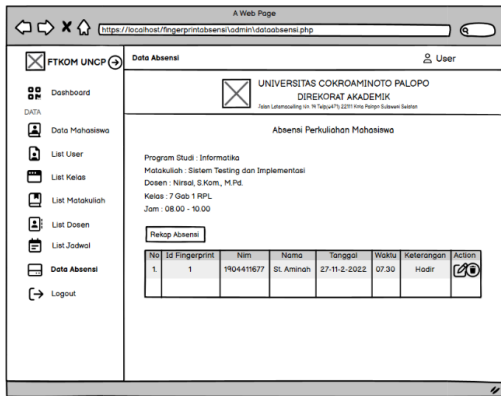 A Web Page
https://localhost/fingerprintabsensi\admin\dataabsensi.php
FTKOM UNCP
Data Absensi
User
Dashboard
DATA
Data Mahasiswa
List User
List Kelas
List Matakuliah
List Dosen
List Jadwal
Data Absensi
Logout
UNIVERSITAS COKROAMINOTO PALOPO
DIREKORAT AKADEMIK
Absensi Perkuliahan Mahasiswa
Program Studi : Informatika
Matakuliah : Sistem Testing dan Implementasi
Dosen : Nirsal, S.Kom., M.Pd.
Kelas : 7 Gab 1 RPL
Jam : 08.00 - 10.00
Rekap Absensi
No Id Fingerprint Nim Nama Tanggal Waktu Keterangan Action
1. 1 1904411677 St. Aminah 27-11-2-2022 07.30 Hadir